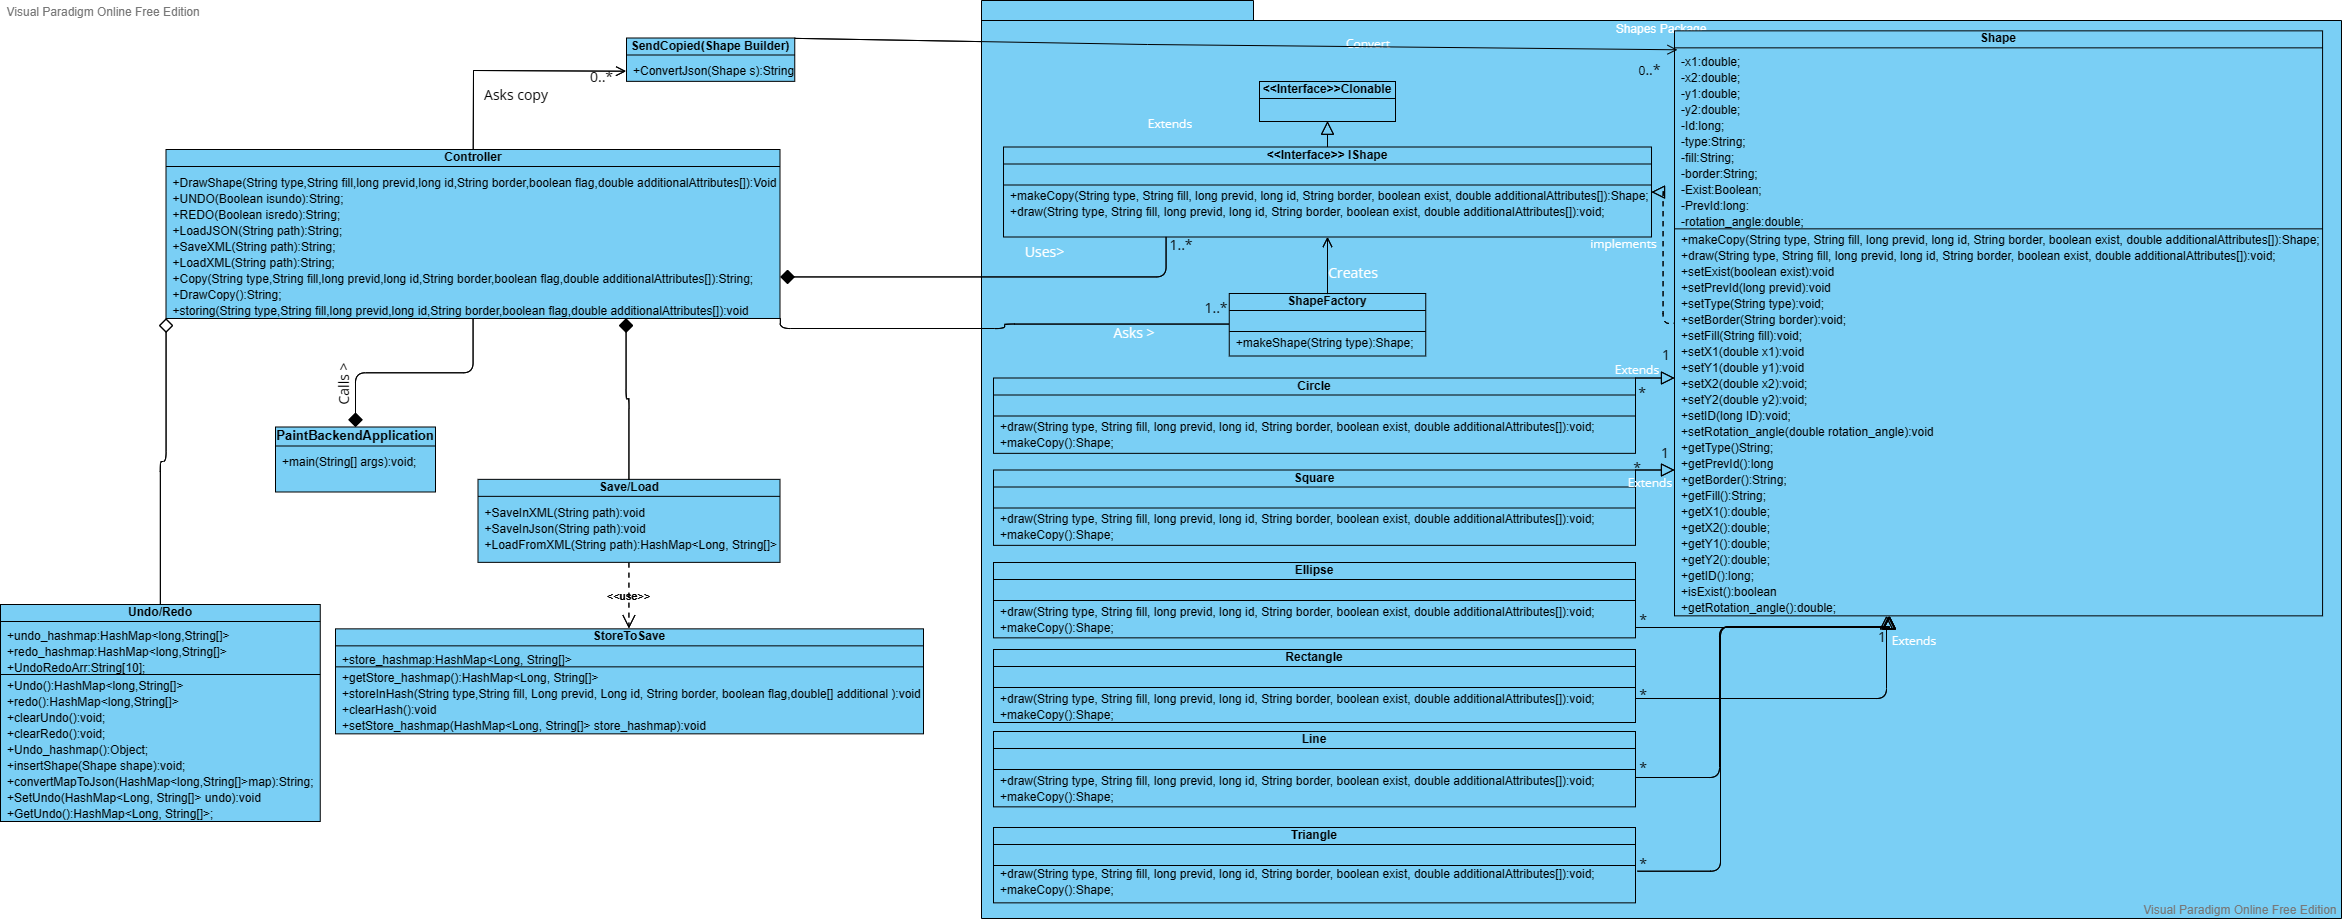 Visual Paradigm Online Free Edition
SendCopied(Shape Builder)
+ConvertJson(Shape s):String
0..*
Asks copy
Controller
+DrawShape(String type,String fill,long previd,long id,String border,boolean flag,double additionalAttributes[]):Void
+UNDO(Boolean isundo):String;
+REDO(Boolean isredo):String;
+LoadJSON(String path):String;
+SaveXML(String path):String;
+LoadXML(String path):String;
+Copy(String type,String fill,long previd,long id,String border,boolean flag,double additionalAttributes[]):String;
+DrawCopy():String;
+storing(String type,String fill,long previd,long id,String border,boolean flag,double additionalAttributes[]):void
Calls >
PaintBackendApplication
+main(String[] args):void;
Save/Load
+SaveInXML(String path):void
+SaveInJson(String path):void
+LoadFromXML(String path):HashMap<Long, String[]>
<<use>>
StoreToSave
+store_hashmap:HashMap<Long, String[]>
+getStore_hashmap():HashMap<Long, String[]>
+storeInHash(String type,String fill, Long previd, Long id, String border, boolean flag,double[] additional ):void
+clearHash():void
+setStore_hashmap(HashMap<Long, String[]> store_hashmap):void
Undo/Redo
+undo_hashmap:HashMap<long,String[]>
+redo_hashmap:HashMap<long,String[]>
+UndoRedoArr:String[10];
+Undo():HashMap<long,String[]>
+redo():HashMap<long,String[]>
+clearUndo():void;
+clearRedo():void;
+Undo_hashmap():Object;
+insertShape(Shape shape):void;
+convertMapToJson(HashMap<long,String[]>map):String;
+SetUndo(HashMap<Long, String[]> undo):void
+GetUndo():HashMap<Long, String[]>;
Shapes Package
Convert
0..*
<<Interface>>Clonable
Extends
<<Interface>> IShape
+makeCopy(String type, String fill, long previd, long id, String border, boolean exist, double additionalAttributes[]):Shape;
+draw(String type, String fill, long previd, long id, String border, boolean exist, double additionalAttributes[]):void;
Uses>
1..*
implements
Creates
1..*
ShapeFactory
+makeShape(String type):Shape;
Asks >
Circle
+draw(String type, String fill, long previd, long id, String border, boolean exist, double additionalAttributes[]):void;
+makeCopy():Shape;
Extends
1
*
Square
+draw(String type, String fill, long previd, long id, String border, boolean exist, double additionalAttributes[]):void;
+makeCopy():Shape;
1
*
Extends
Ellipse
+draw(String type, String fill, long previd, long id, String border, boolean exist, double additionalAttributes[]):void;
+makeCopy():Shape;
*
Rectangle
+draw(String type, String fill, long previd, long id, String border, boolean exist, double additionalAttributes[]):void;
+makeCopy():Shape;
*
Line
+draw(String type, String fill, long previd, long id, String border, boolean exist, double additionalAttributes[]):void;
+makeCopy():Shape;
*
Triangle
+draw(String type, String fill, long previd, long id, String border, boolean exist, double additionalAttributes[]):void;
+makeCopy():Shape;
*
Shape
-x1:double;
-x2:double;
-y1:double;
-y2:double;
-Id:long;
-type:String;
-fill:String;
-border:String;
-Exist:Boolean;
-PrevId:long:
-rotation_angle:double;
+makeCopy(String type, String fill, long previd, long id, String border, boolean exist, double additionalAttributes[]):Shape;
+draw(String type, String fill, long previd, long id, String border, boolean exist, double additionalAttributes[]):void;
+setExist(boolean exist):void
+setPrevId(long previd):void
+setType(String type):void;
+setBorder(String border):void;
+setFill(String fill):void;
+setX1(double x1):void
+setY1(double y1):void
+setX2(double x2):void;
+setY2(double y2):void;
+setID(long ID):void;
+setRotation_angle(double rotation_angle):void
+getType()String;
+getPrevId():long
+getBorder():String;
+getFill():String;
+getX1():double;
+getX2():double;
+getY1():double;
+getY2():double;
+getID():long;
+isExist():boolean
+getRotation_angle():double;
1
Extends
Visual Paradigm Online Free Edition